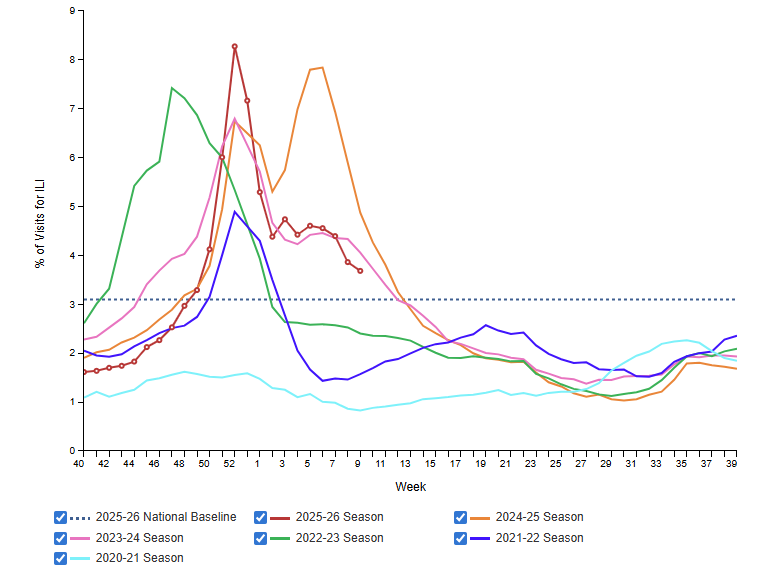 9
8
7
6
5
4
3
2
1
0
% of Visits for ILI
40 42 44 46 48 50 52 1 3 5 7 9 11 13 15 17 19 21 23 25 27 29 31 33 35 37 39
Week
2025-26 National Baseline 2025-26 Season 2024-25 Season
2023-24 Season 2022-23 Season 2021-22 Season
2020-21 Season